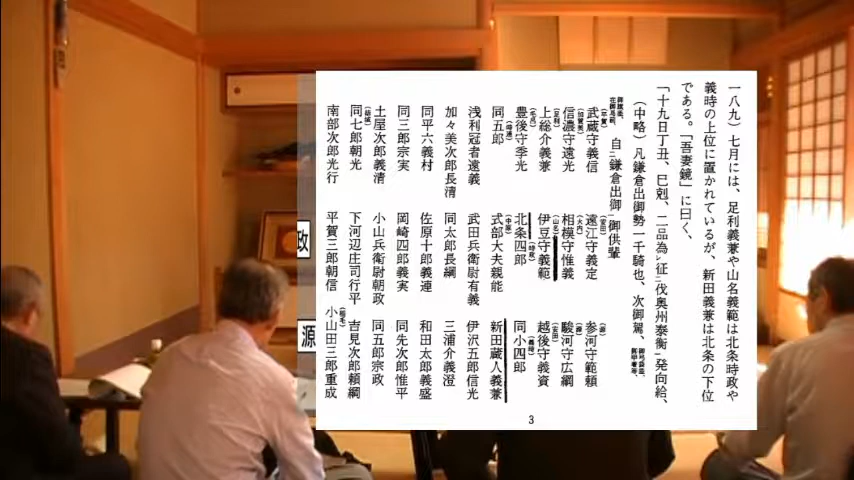 一八九）七月には、足利義兼や山名義範は北条時政や
義時の上位に置かれているが、新田義兼は北条の下位
である。「吾妻鏡」に曰く、
「十九日丁丑、巳剋、二品為レ征二伐奥州泰衡一発向給、
（中略）凡鎌倉出御勢一千騎也、次御駕、
自二鎌倉出御一御供輩
武蔵守義信 遠江守義定 参河守範頼
信濃守遠光 相模守惟義 駿河守広綱
上総介義兼 伊豆守義範 越後守義資
豊後守季光 北条四郎 同小四郎
同五郎 式部大夫親能 新田蔵人義兼
浅利冠者遠義 武田兵衛尉有義 伊沢五郎信光
加々美次郎長清 同太郎長綱 三浦介義澄
同平六義村 佐原十郎義連 和田太郎義盛
同三郎宗実 岡崎四郎義実 同先次郎惟平
土屋次郎義清 小山兵衛尉朝政 同五郎宗政
同七郎朝光 下河辺庄司行平 吉見次郎頼綱
南部次郎光行 平賀三郎朝信 小山田三郎重成
3
政
源